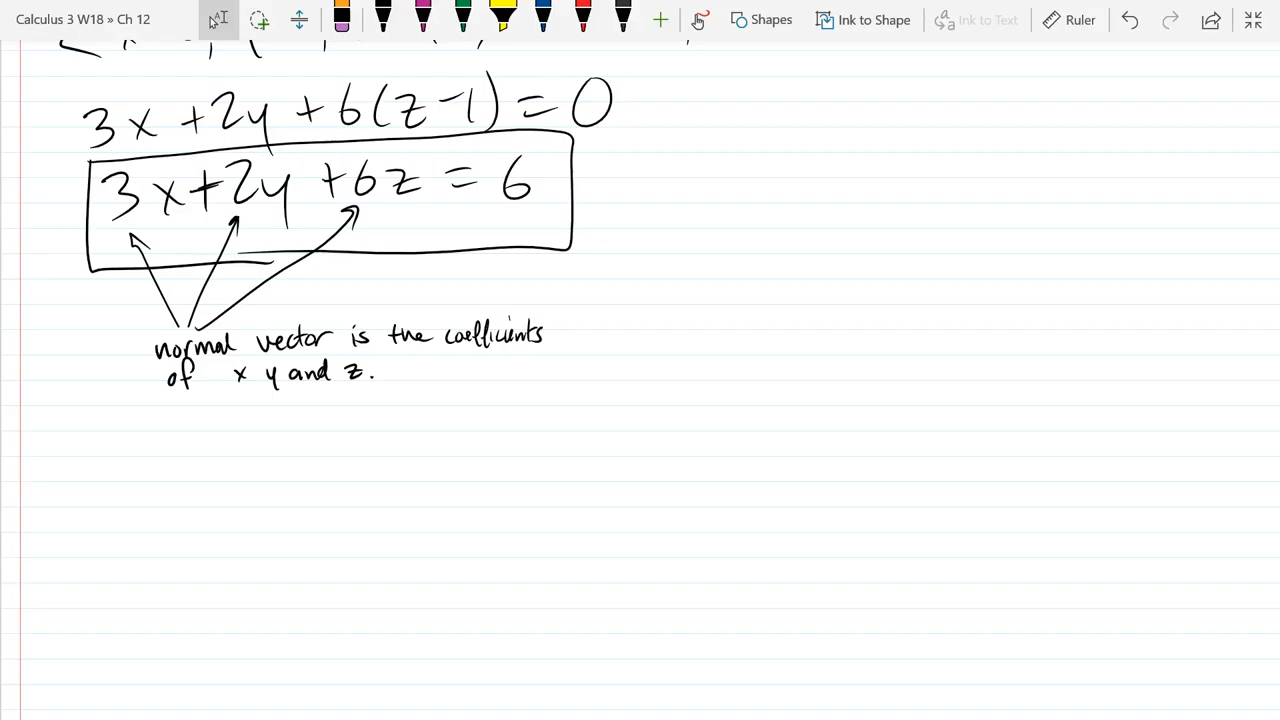 Calculus 3 W18 » Ch 12
Shapes
Ink to Shape
Ink to Text
Ruler
3x +2y + 6(z-1) = 0
3x+2y +6z = 6
normal vector is the coefficients
of x y and z.